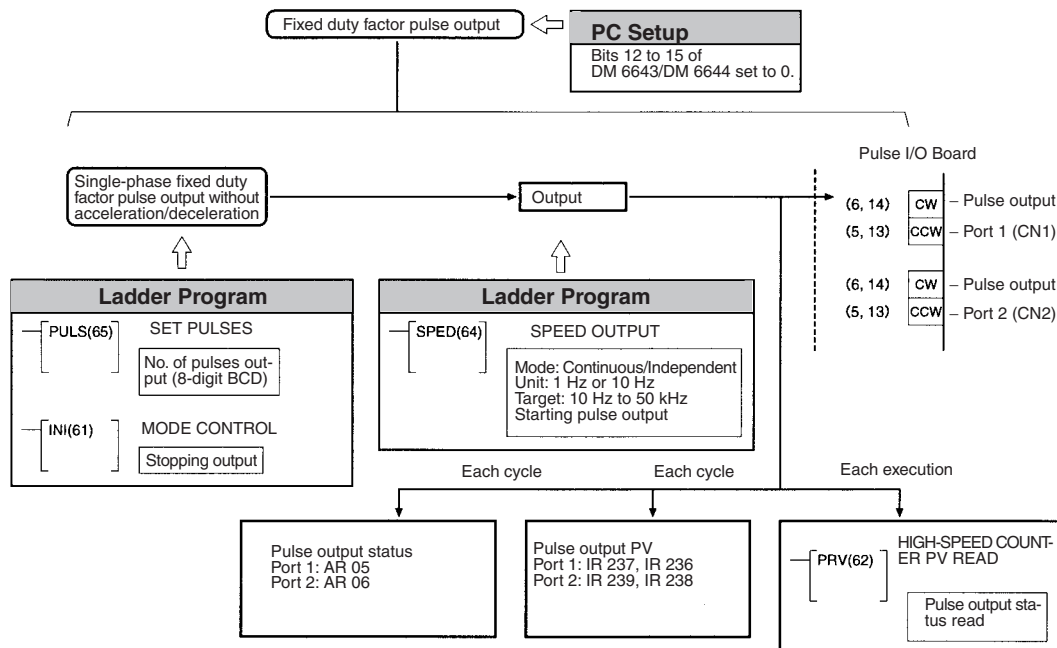 Fixed duty factor pulse output
PC Setup
Bits 12 to 15 of
DM 6643/DM 6644 set to 0.
Pulse I/O Board
Single-phase fixed duty
factor pulse output without
acceleration/deceleration
Output
(6, 14) CW – Pulse output
(5, 13) CCW – Port 1 (CN1)
(6, 14) CW – Pulse output
(5, 13) CCW – Port 2 (CN2)
Ladder Program
PULS(65) SET PULSES
No. of pulses out-
put (8-digit BCD)
INI(61) MODE CONTROL
Stopping output
Ladder Program
SPED(64) SPEED OUTPUT
Mode: Continuous/Independent
Unit: 1 Hz or 10 Hz
Target: 10 Hz to 50 kHz
Starting pulse output
Each cycle
Each cycle
Each execution
Pulse output status
Port 1: AR 05
Port 2: AR 06
Pulse output PV
Port 1: IR 237, IR 236
Port 2: IR 239, IR 238
PRV(62) HIGH-SPEED COUNT-
ER PV READ
Pulse output sta-
tus read